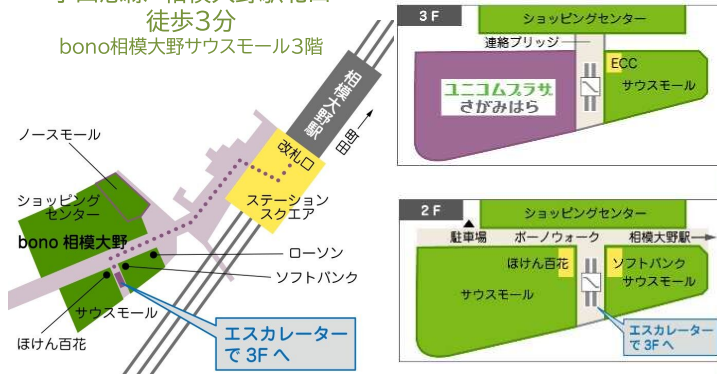 徒歩3分
bono相模大野サウスモール3階
相模大野駅
町田
改札口
ステーション
スクエア
ノースモール
ショッピング
センター
bono 相模大野
ローソン
ソフトバンク
サウスモール
ほけん百花
エスカレーター
で 3F へ
3F
ショッピングセンター
連絡ブリッジ
ECC
サウスモール
ユニコムプラザ
さがみはら
2F
ショッピングセンター
駐車場 ボーノウォーク 相模大野駅
ほけん百花
ソフトバンク
サウスモール
サウスモール
エスカレーター
で 3F へ